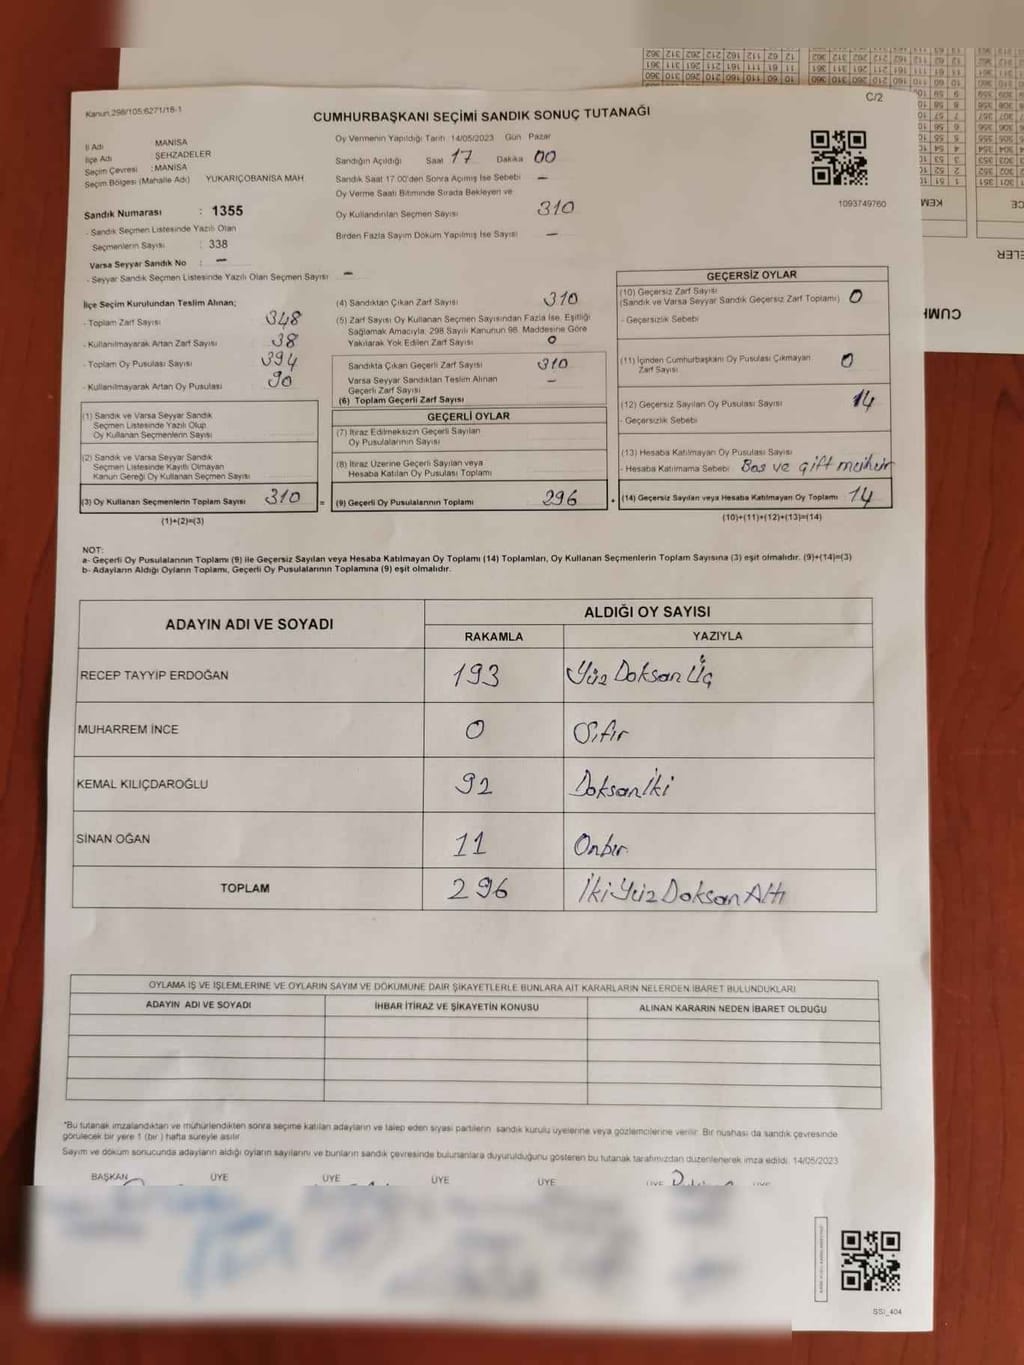 Kanun.298/105:6271/18-1
C/2
CUMHURBAŞKANI SEÇİMİ SANDIK SONUÇ TUTANAĞI
İl Adı MANİSA
İlçe Adı ŞEHZADELER
Seçim Çevresi :MANİSA
Seçim Bölgesi (Mahalle Adı) YUKARIÇOBANİSA MAH
Sandık Numarası : 1355
- Sandık Seçmen Listesinde Yazılı Olan
Seçmenlerin Sayısı : 338
Varsa Seyyar Sandık No : -
- Seyyar Sandık Seçmen Listesinde Yazılı Olan Seçmen Sayısı -
Oy Vermenin Yapıldığı Tarih 14/05/2023 Gün Pazar
Sandığın Açıldığı Saat 17 Dakika 00
Sandık Saat 17:00'den Sonra Açımış İse Sebebi -
Oy Verme Saati Bitiminde Sırada Bekleyen ve
Oy Kullandırılan Seçmen Sayısı 310
Birden Fazla Sayım Döküm Yapılmış İse Sayısı -
1093749760
İlçe Seçim Kurulundan Teslim Alınan;
- Toplam Zarf Sayısı 348
- Kullanılmayarak Artan Zarf Sayısı 38
- Toplam Oy Pusulası Sayısı 394
- Kullanılmayarak Artan Oy Pusulası 90
(1) Sandık ve Varsa Seyyar Sandık
Seçmen Listesinde Yazılı Olup
Oy Kullanan Seçmenlerin Sayısı
(2) Sandık ve Varsa Seyyar Sandık
Seçmen Listesinde Kayıtlı Olmayan
Kanun Gereği Oy Kullanan Seçmen Sayısı
(3) Oy Kullanan Seçmenlerin Toplam Sayısı 310 =
(1)+(2)=(3)
(4) Sandıktan Çıkan Zarf Sayısı 310
(5) Zarf Sayısı Oy Kullanan Seçmen Sayısından Fazla İse, Eşitliği
Sağlamak Amacıyla, 298 Sayılı Kanunun 98. Maddesine Göre
Yakılarak Yok Edilen Zarf Sayısı 0
Sandıkta Çıkan Geçerli Zarf Sayısı 310
Varsa Seyyar Sandıktan Teslim Alınan
Geçerli Zarf Sayısı -
(6) Toplam Geçerli Zarf Sayısı
GEÇERLİ OYLAR
(7) İtiraz Edilmeksizin Geçerli Sayılan
Oy Pusulalarının Sayısı
(8) İtiraz Üzerine Geçerli Sayılan veya
Hesaba Katılan Oy Pusulası Toplamı
(9) Geçerli Oy Pusulalarının Toplamı 296 +
GEÇERSİZ OYLAR
(10) Geçersiz Zarf Sayısı
(Sandık ve Varsa Seyyar Sandık Geçersiz Zarf Toplamı) 0
- Geçersizlik Sebebi
(11) İçinden Cumhurbaşkanı Oy Pusulası Çıkmayan
Zarf Sayısı 0
(12) Geçersiz Sayılan Oy Pusulası Sayısı 14
- Geçersizlik Sebebi
(13) Hesaba Katılmayan Oy Pusulası Sayısı
- Hesaba Katılmama Sebebi Bos ve çift mühür
(14) Geçersiz Sayılan veya Hesaba Katılmayan Oy Toplamı 14
(10)+(11)+(12)+(13)=(14)
NOT:
a- Geçerli Oy Pusulalarının Toplamı (9) ile Geçersiz Sayılan veya Hesaba Katılmayan Oy Toplamı (14) Toplamları, Oy Kullanan Seçmenlerin Toplam Sayısına (3) eşit olmalıdır. (9)+(14)=(3)
b- Adayların Aldığı Oyların Toplamı, Geçerli Oy Pusulalarının Toplamına (9) eşit olmalıdır.
ADAYIN ADI VE SOYADI ALDIĞI OY SAYISI
RAKAMLA YAZIYLA
RECEP TAYYİP ERDOĞAN 193 Yüz Doksan Üç
MUHARREM İNCE 0 Sıfır
KEMAL KILIÇDAROĞLU 92 Doksan İki
SİNAN OĞAN 11 Onbir
TOPLAM 296 İki Yüz Doksan Altı
OYLAMA İŞ VE İŞLEMLERİNE VE OYLARIN SAYIM VE DÖKÜMÜNE DAİR ŞİKAYETLERLE BUNLARA AİT KARARLARIN NELERDEN İBARET BULUNDUKLARI
ADAYIN ADI VE SOYADI İHBAR İTİRAZ VE ŞİKAYETİN KONUSU ALINAN KARARIN NEDEN İBARET OLDUĞU
*Bu tutanak imzalandıktan ve mühürlendikten sonra seçime katılan adayların ve talep eden siyasi partilerin sandık kurulu üyelerine veya gözlemcilerine verilir. Bir nüshası da sandık çevresinde
görülecek bir yere 1 (bir ) hafta süreyle asılır.
Sayım ve döküm sonucunda adayların aldığı oyların sayılarını ve bunların sandık çevresinde bulunanlara duyurulduğunu gösteren bu tutanak tarafımızdan düzenlenerek imza edildi. 14/05/2023
BAŞKAN ÜYE ÜYE ÜYE ÜYE ÜYE ÜYE
SSI_404